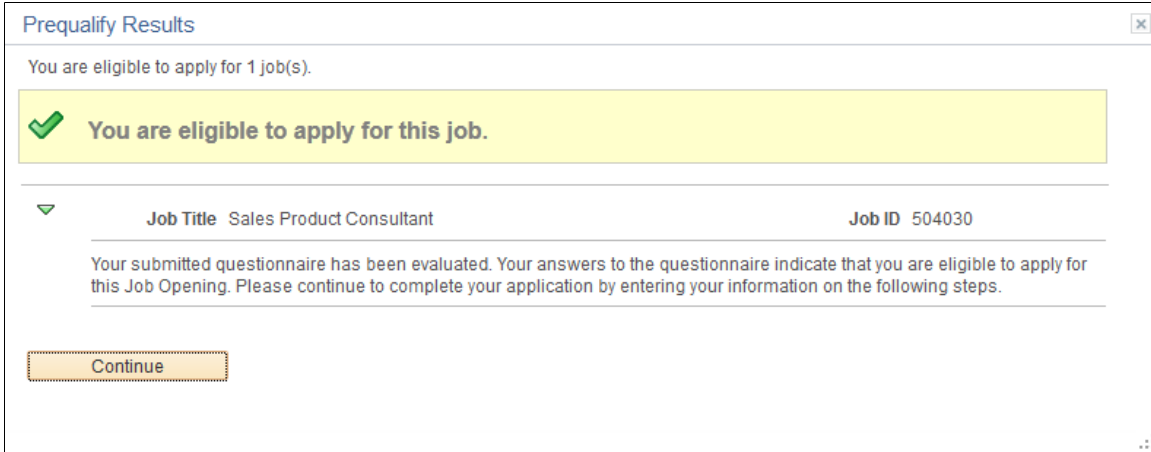 Prequalify Results
You are eligible to apply for 1 job(s).
You are eligible to apply for this job.
Job Title Sales Product Consultant Job ID 504030
Your submitted questionnaire has been evaluated. Your answers to the questionnaire indicate that you are eligible to apply for
this Job Opening. Please continue to complete your application by entering your information on the following steps.
Continue